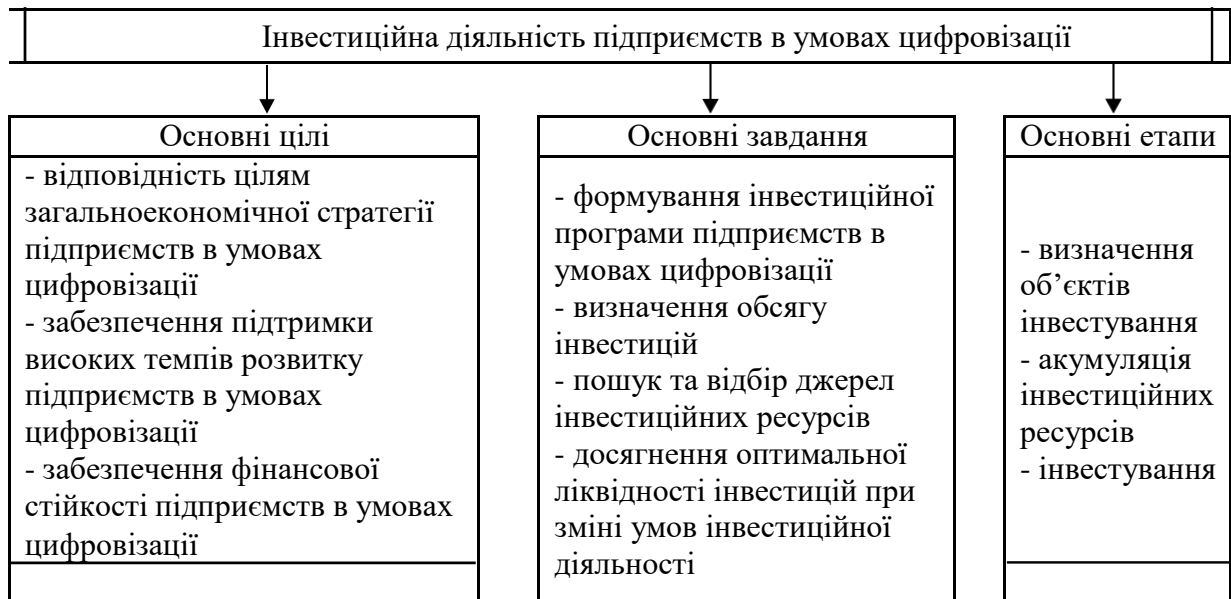 Інвестиційна діяльність підприємств в умовах цифровізації
Основні цілі
- відповідність цілям
загальноекономічної стратегії
підприємств в умовах
цифровізації
- забезпечення підтримки
високих темпів розвитку
підприємств в умовах
цифровізації
- забезпечення фінансової
стійкості підприємств в умовах
цифровізації
Основні завдання
- формування інвестиційної
програми підприємств в
умовах цифровізації
- визначення обсягу
інвестицій
- пошук та відбір джерел
інвестиційних ресурсів
- досягнення оптимальної
ліквідності інвестицій при
зміні умов інвестиційної
діяльності
Основні етапи
- визначення
об’єктів
інвестування
- акумуляція
інвестиційних
ресурсів
- інвестування